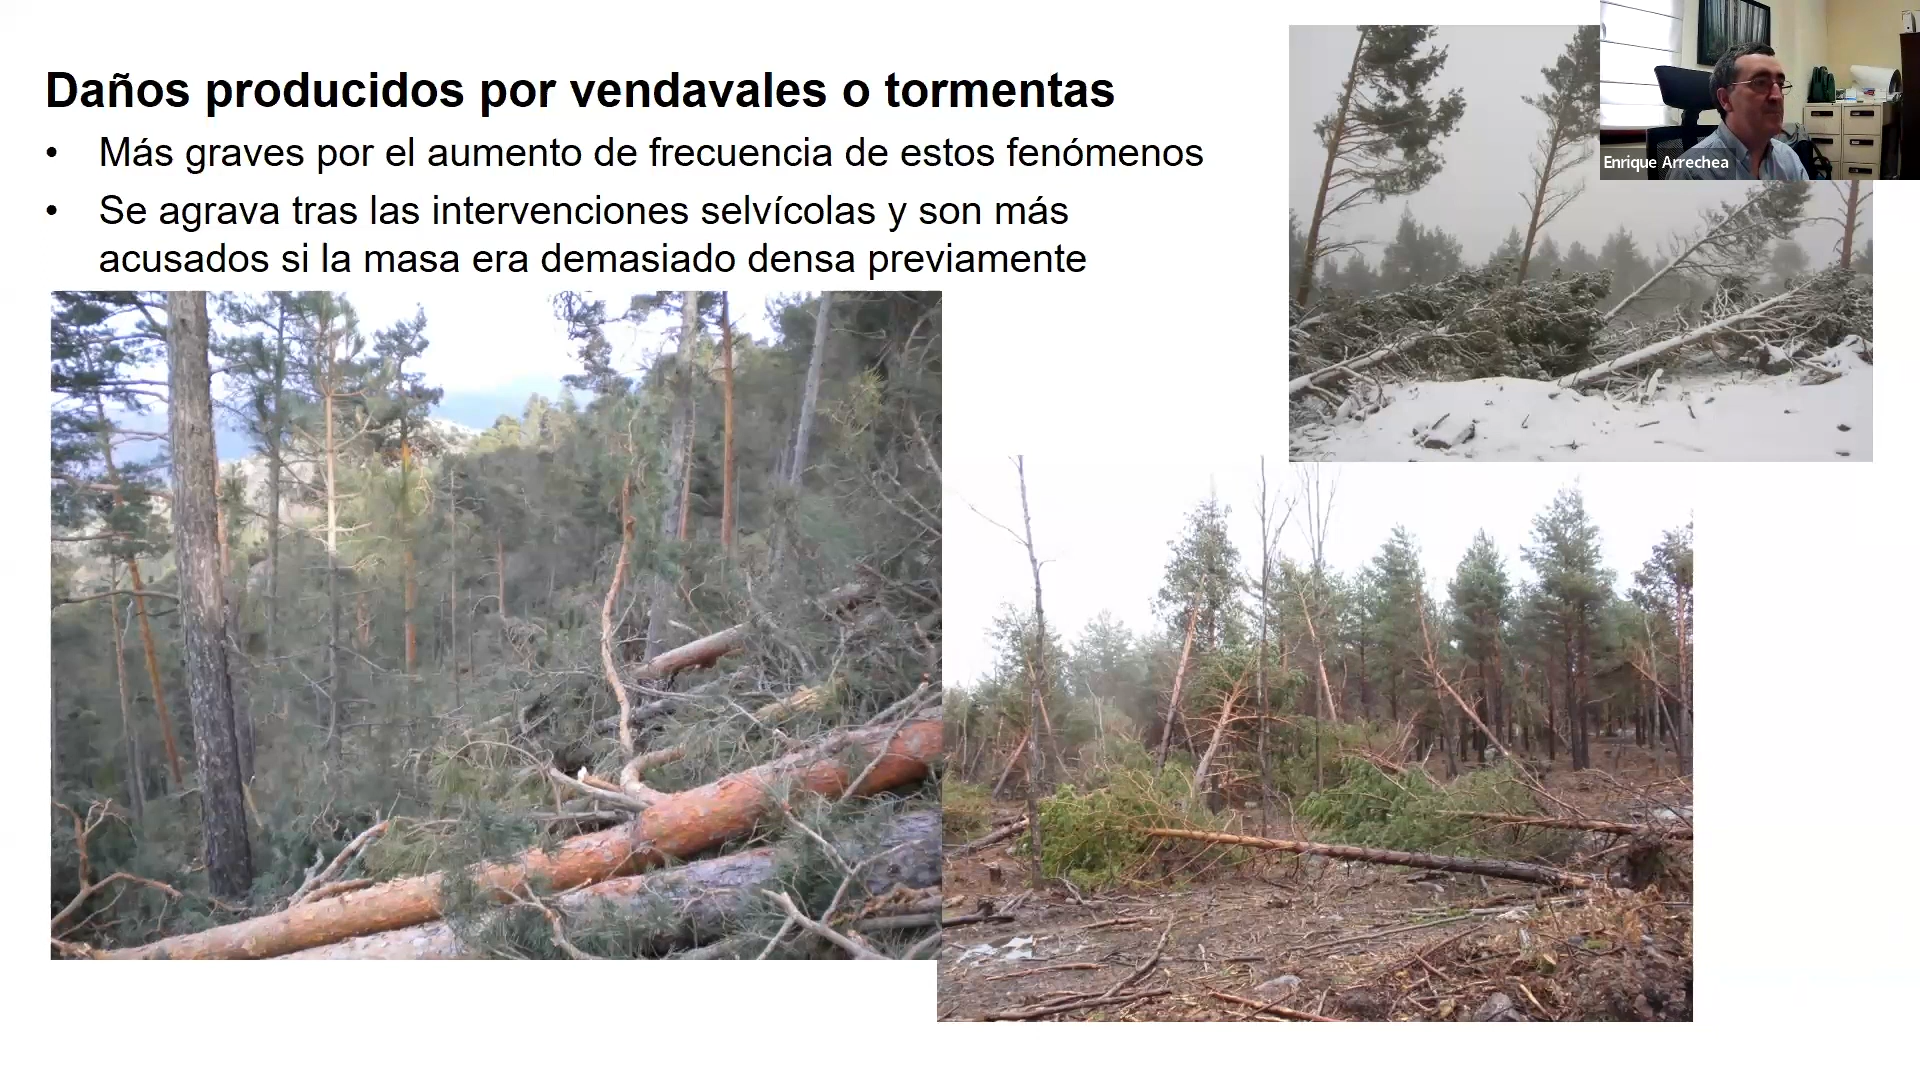 Daños producidos por vendavales o tormentas
• Más graves por el aumento de frecuencia de estos fenómenos
• Se agrava tras las intervenciones selvícolas y son más
acusados si la masa era demasiado densa previamente
Enrique Arrechea